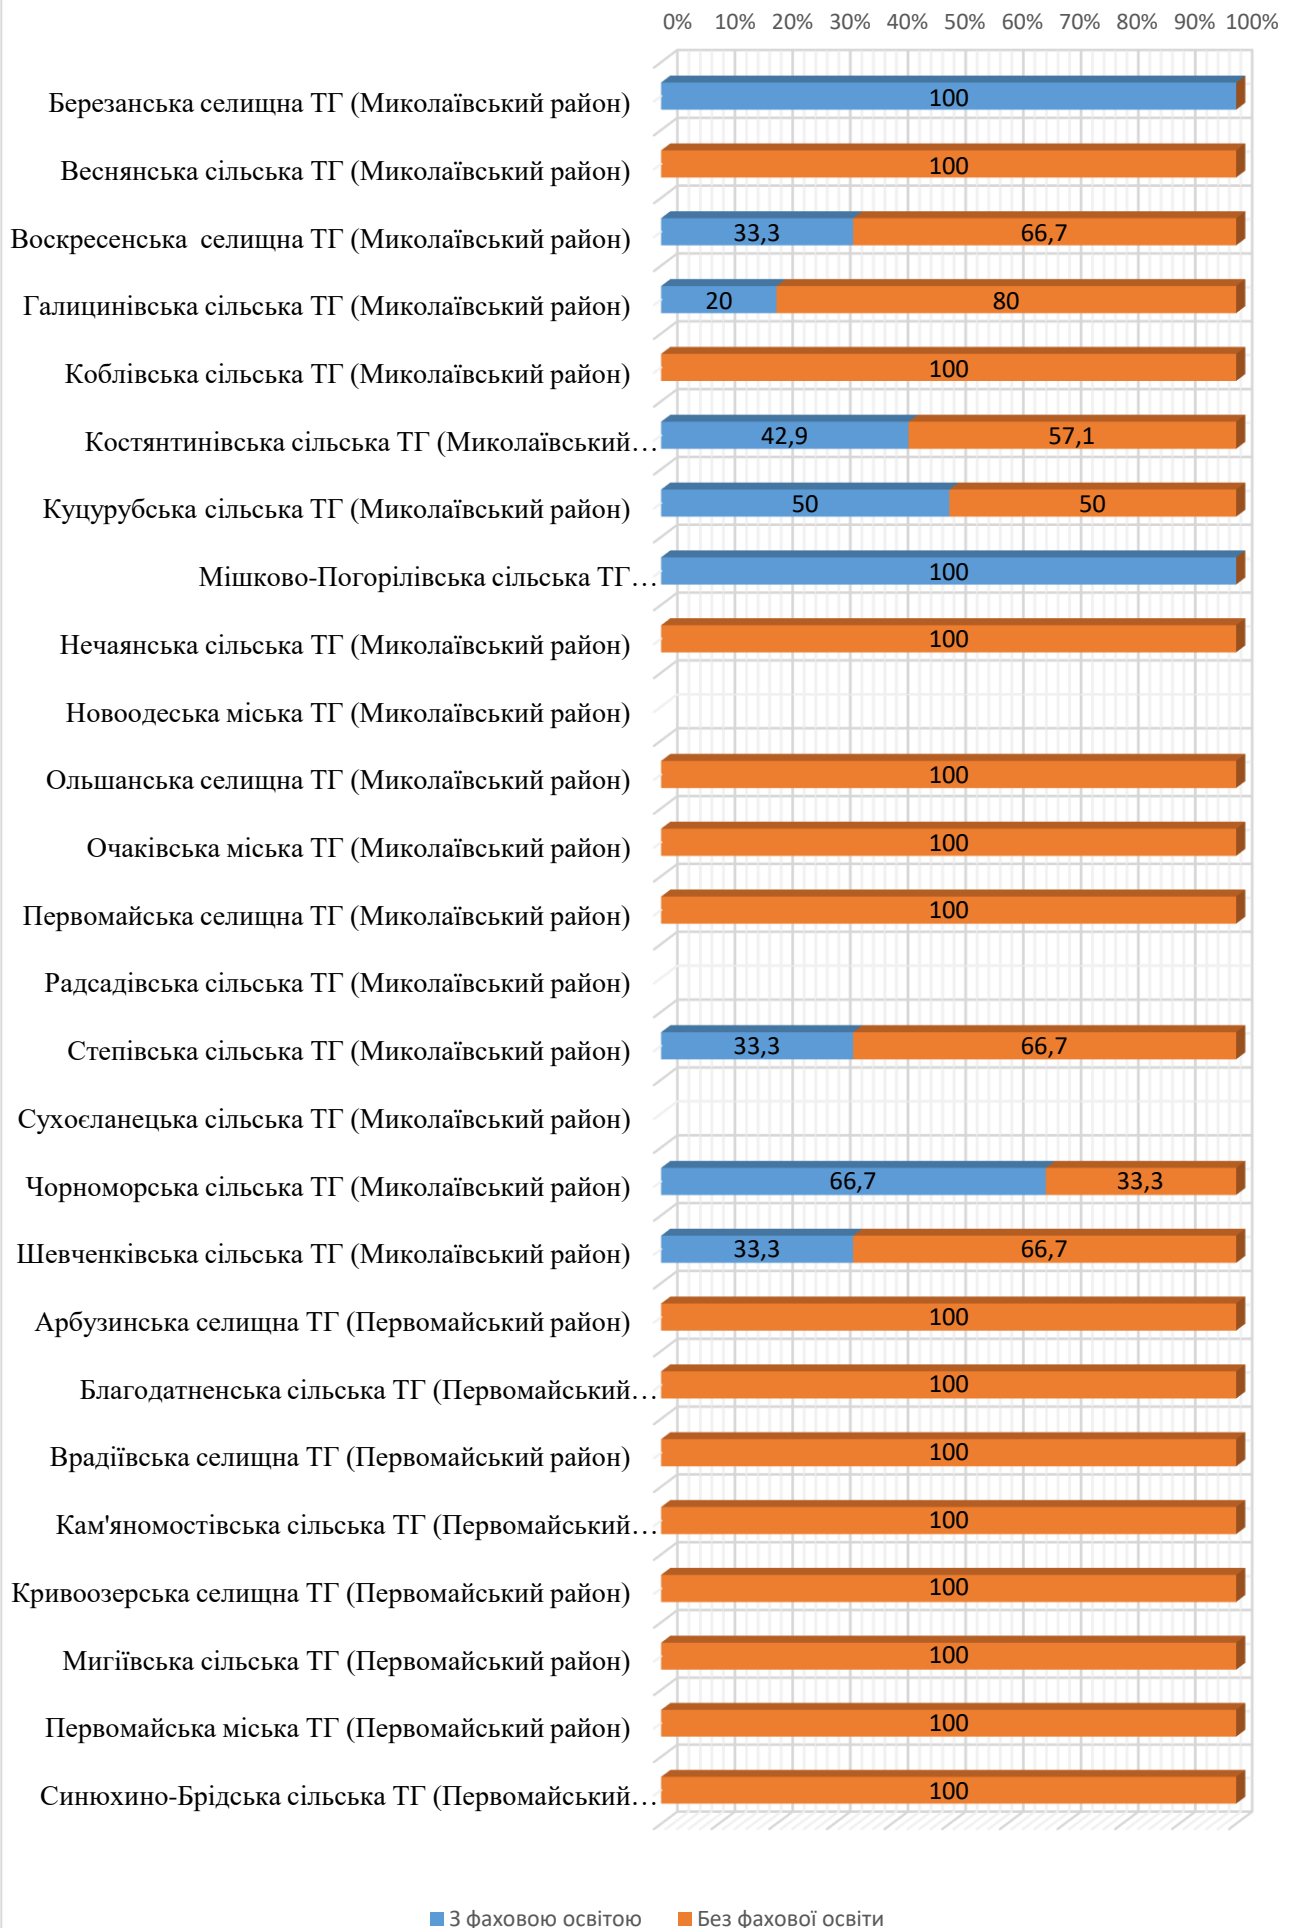 0% 10% 20% 30% 40% 50% 60% 70% 80% 90% 100%
Березанська селищна ТГ (Миколаївський район) 100
Веснянська сільська ТГ (Миколаївський район) 100
Воскресенська селищна ТГ (Миколаївський район) 33,3 66,7
Галицинівська сільська ТГ (Миколаївський район) 20 80
Коблівська сільська ТГ (Миколаївський район) 100
Костянтинівська сільська ТГ (Миколаївський… 42,9 57,1
Куцурубська сільська ТГ (Миколаївський район) 50 50
Мішково-Погорілівська сільська ТГ… 100
Нечаянська сільська ТГ (Миколаївський район) 100
Новоодеська міська ТГ (Миколаївський район)
Ольшанська селищна ТГ (Миколаївський район) 100
Очаківська міська ТГ (Миколаївський район) 100
Первомайська селищна ТГ (Миколаївський район) 100
Радсадівська сільська ТГ (Миколаївський район)
Степівська сільська ТГ (Миколаївський район) 33,3 66,7
Сухоєланецька сільська ТГ (Миколаївський район)
Чорноморська сільська ТГ (Миколаївський район) 66,7 33,3
Шевченківська сільська ТГ (Миколаївський район) 33,3 66,7
Арбузинська селищна ТГ (Первомайський район) 100
Благодатненська сільська ТГ (Первомайський… 100
Врадіївська селищна ТГ (Первомайський район) 100
Кам'яномостівська сільська ТГ (Первомайський… 100
Кривоозерська селищна ТГ (Первомайський район) 100
Мигіївська сільська ТГ (Первомайський район) 100
Первомайська міська ТГ (Первомайський район) 100
Синюхино-Брідська сільська ТГ (Первомайський… 100
З фаховою освітою Без фахової освіти